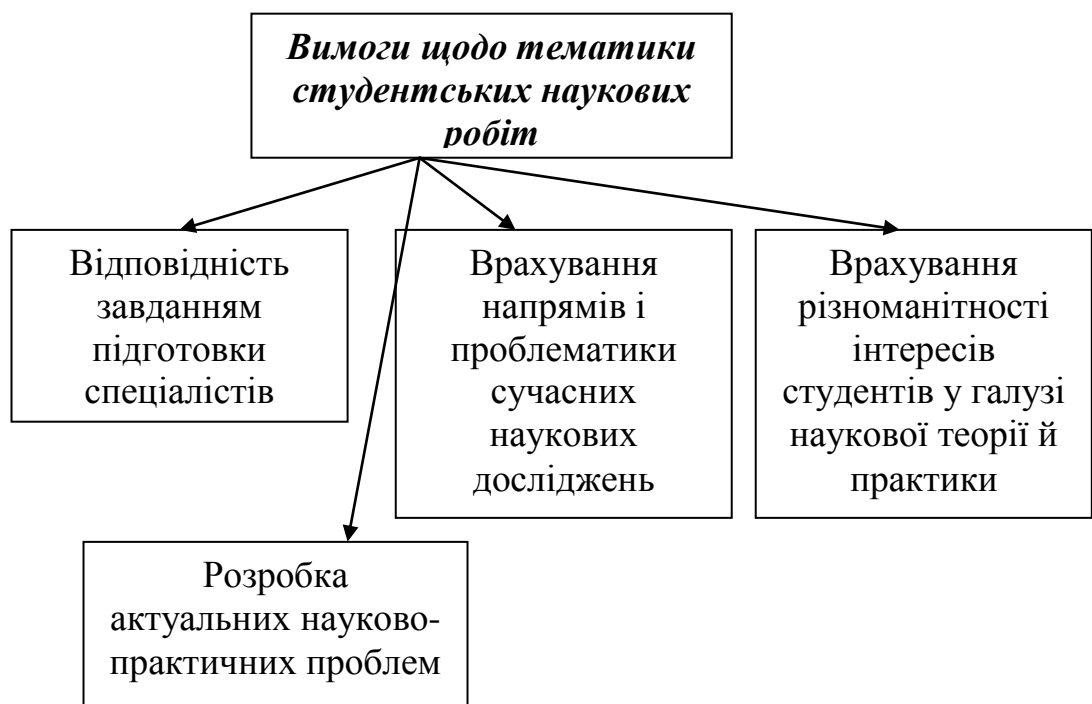 Вимоги щодо тематики
студентських наукових
робіт
Відповідність
завданням
підготовки
спеціалістів
Врахування
напрямів і
проблематики
сучасних
наукових
досліджень
Врахування
різноманітності
інтересів
студентів у галузі
наукової теорії й
практики
Розробка
актуальних науково-
практичних проблем